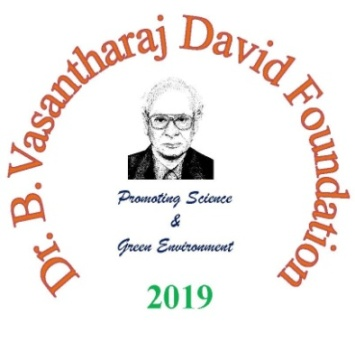 Dr. B. Vasantharaj David Foundation
Promoting Science
&
Green Environment
2019